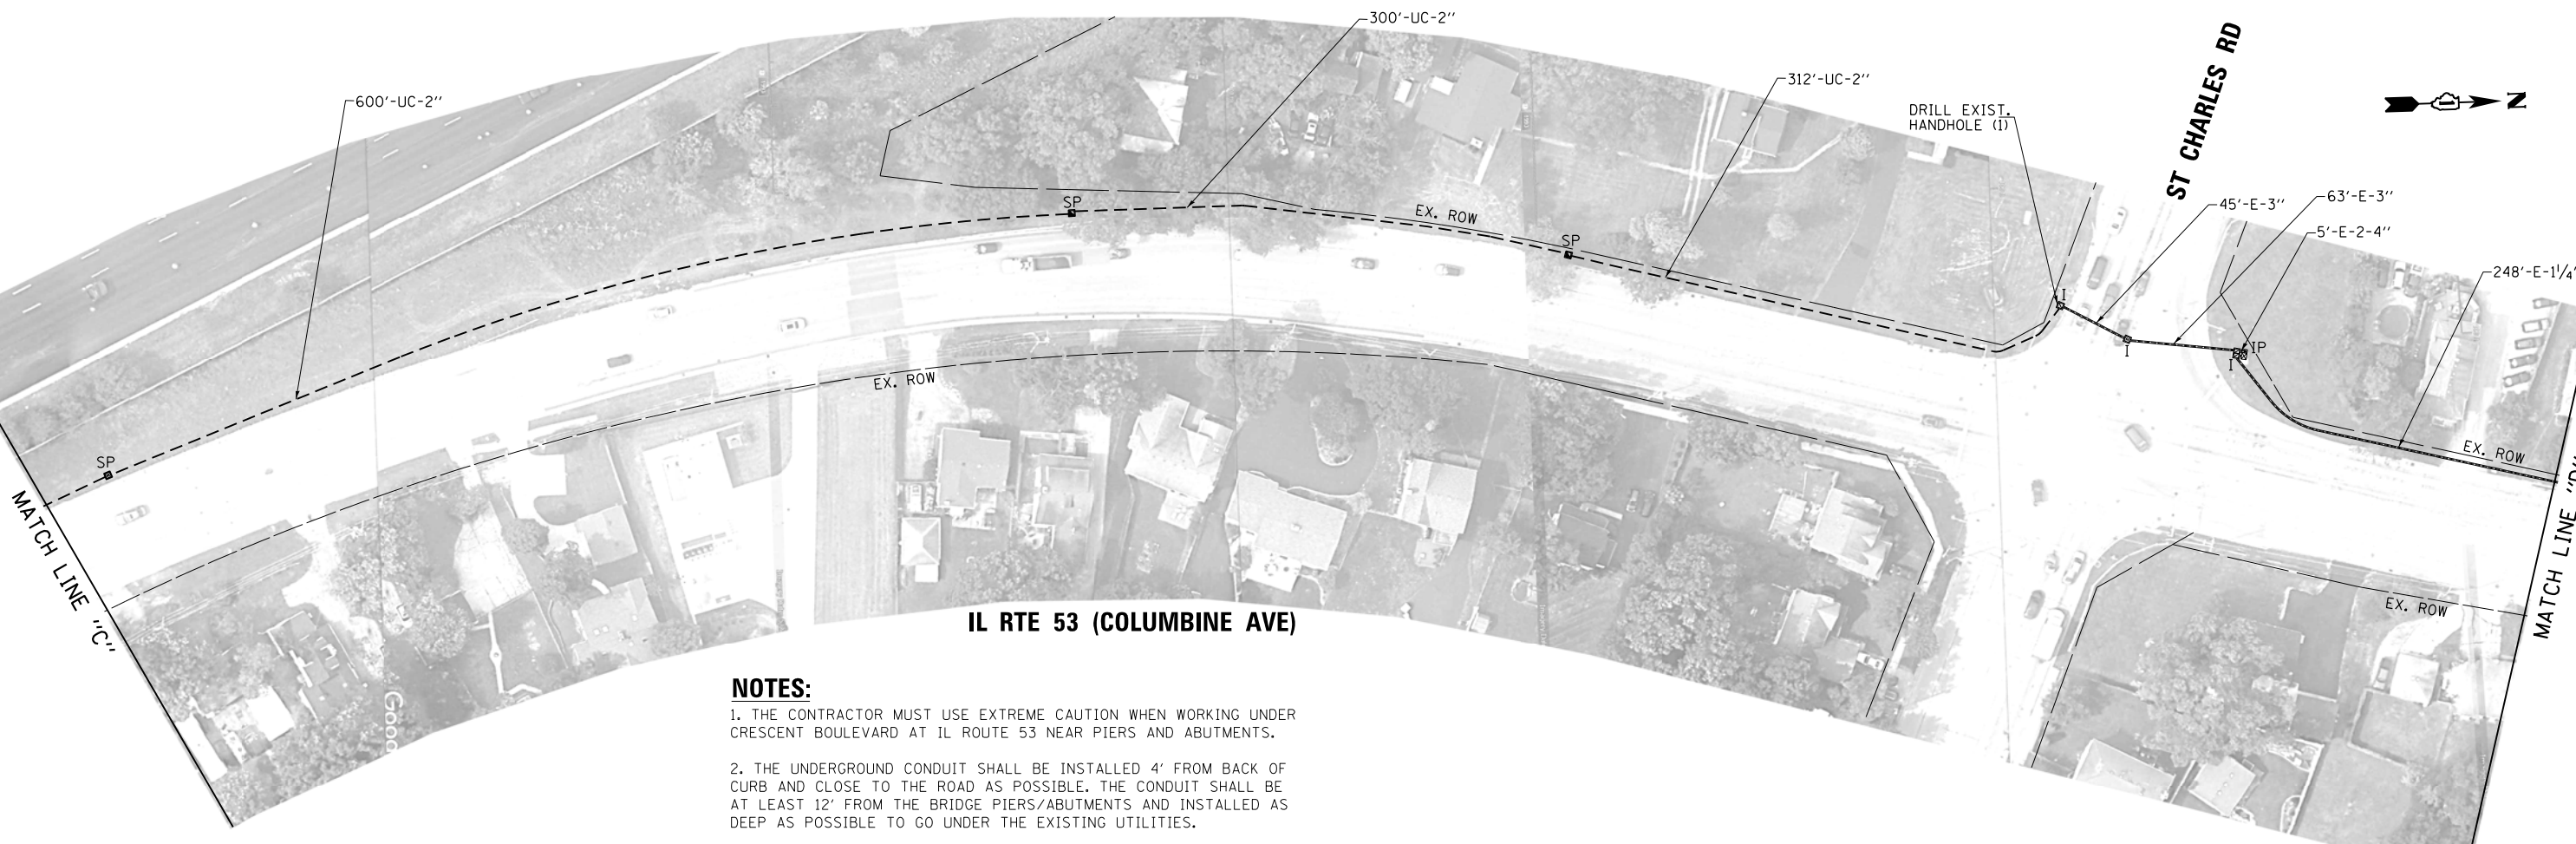 300'-UC-2''
600'-UC-2''
312'-UC-2''
DRILL EXIST.
HANDHOLE (1)
ST CHARLES RD
N
45'-E-3''
63'-E-3''
5'-E-2-4''
248'-E-1 1/4'
SP
SP
SP
EX. ROW
EX. ROW
EX. ROW
EX. ROW
I
I
I
IP
MATCH LINE "C"
MATCH LINE
IL RTE 53 (COLUMBINE AVE)
NOTES:
1. THE CONTRACTOR MUST USE EXTREME CAUTION WHEN WORKING UNDER
CRESCENT BOULEVARD AT IL ROUTE 53 NEAR PIERS AND ABUTMENTS.
2. THE UNDERGROUND CONDUIT SHALL BE INSTALLED 4' FROM BACK OF
CURB AND CLOSE TO THE ROAD AS POSSIBLE. THE CONDUIT SHALL BE
AT LEAST 12' FROM THE BRIDGE PIERS/ABUTMENTS AND INSTALLED AS
DEEP AS POSSIBLE TO GO UNDER THE EXISTING UTILITIES.